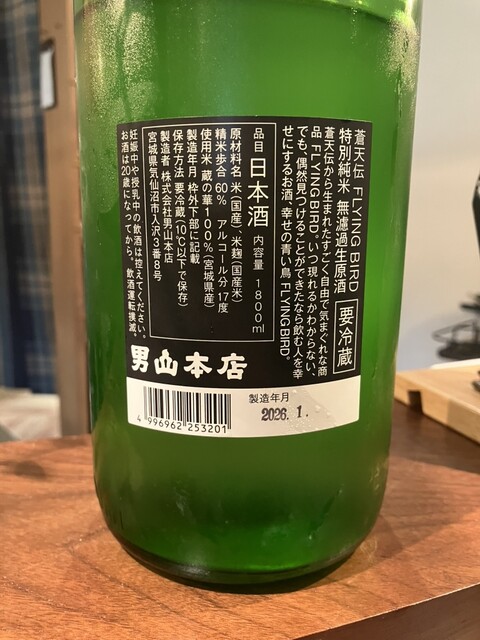 蒼天伝 FLYING BIRD
特別純米 無濾過生原酒
要冷蔵
蒼天伝から生まれたすごく自由で気まぐれな商
品 FLYING BIRD。いつ現れるかわからない、
でも、偶然見つけることができたなら飲む人を幸
せにするお酒、幸せの青い鳥 FLYING BIRD。
品目 日本酒 内容量 1800ml
原材料名 米(国産)、米麹(国産米)
精米歩合 60% アルコール分 17度
使用米 蔵の華100%(宮城県産)
製造年月 枠外下部に記載
保存方法 要冷蔵(10℃以下で保存)
製造者 株式会社男山本店
宮城県気仙沼市入沢3番8号
妊娠中や授乳中の飲酒は控えてください。
お酒は20歳になってから。飲酒運転撲滅。
男山本店
製造年月
2026. 1.
4 996962 253201